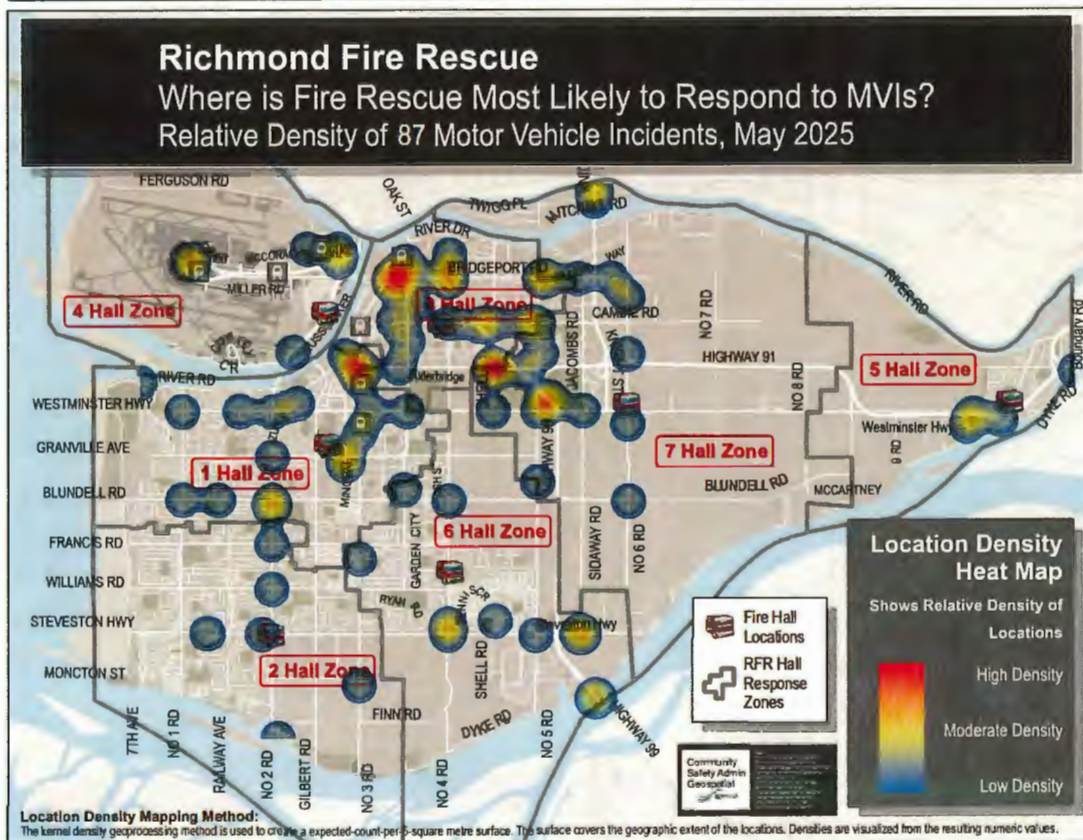 Richmond Fire Rescue
Where is Fire Rescue Most Likely to Respond to MVIs?
Relative Density of 87 Motor Vehicle Incidents, May 2025
FERGUSON RD
OAK ST
TWIGG PL
MITCHELL RD
RIVER DR
BRIDGEPORT RD
WAY
MILLER RD
4 Hall Zone
3 Hall Zone
CAMBIE RD
NO 7 RD
RIVER RD
Boundary Rd
JACOMBS RD
HIGHWAY 91
NO 8 RD
5 Hall Zone
RIVER RD
WESTMINSTER HWY
Westminster Hwy
DYKE RD
GRANVILLE AVE
7 Hall Zone
9 RD
1 Hall Zone
BLUNDELL RD
BLUNDELL RD
MCCARTNEY
6 Hall Zone
FRANCIS RD
GARDEN CITY
SIDAWAY RD
NO 6 RD
WILLIAMS RD
RYAN RD
STEVESTON HWY
Steveston Hwy
SHELL RD
2 Hall Zone
MONCTON ST
FINN RD
DYKE RD
HIGHWAY 99
7TH AVE
NO 1 RD
RAILWAY AVE
NO 2 RD
GILBERT RD
NO 3 RD
NO 4 RD
NO 5 RD
Fire Hall
Locations
RFR Hall
Response
Zones
Community
Safety Admin
Geospatial
Location Density
Heat Map
Shows Relative Density of
Locations
High Density
Moderate Density
Low Density
Location Density Mapping Method:
The kernel density geoprocessing method is used to create a expected-count-per-5-square metre surface. The surface covers the geographic extent of the locations. Densities are visualized from the resulting numeric values.